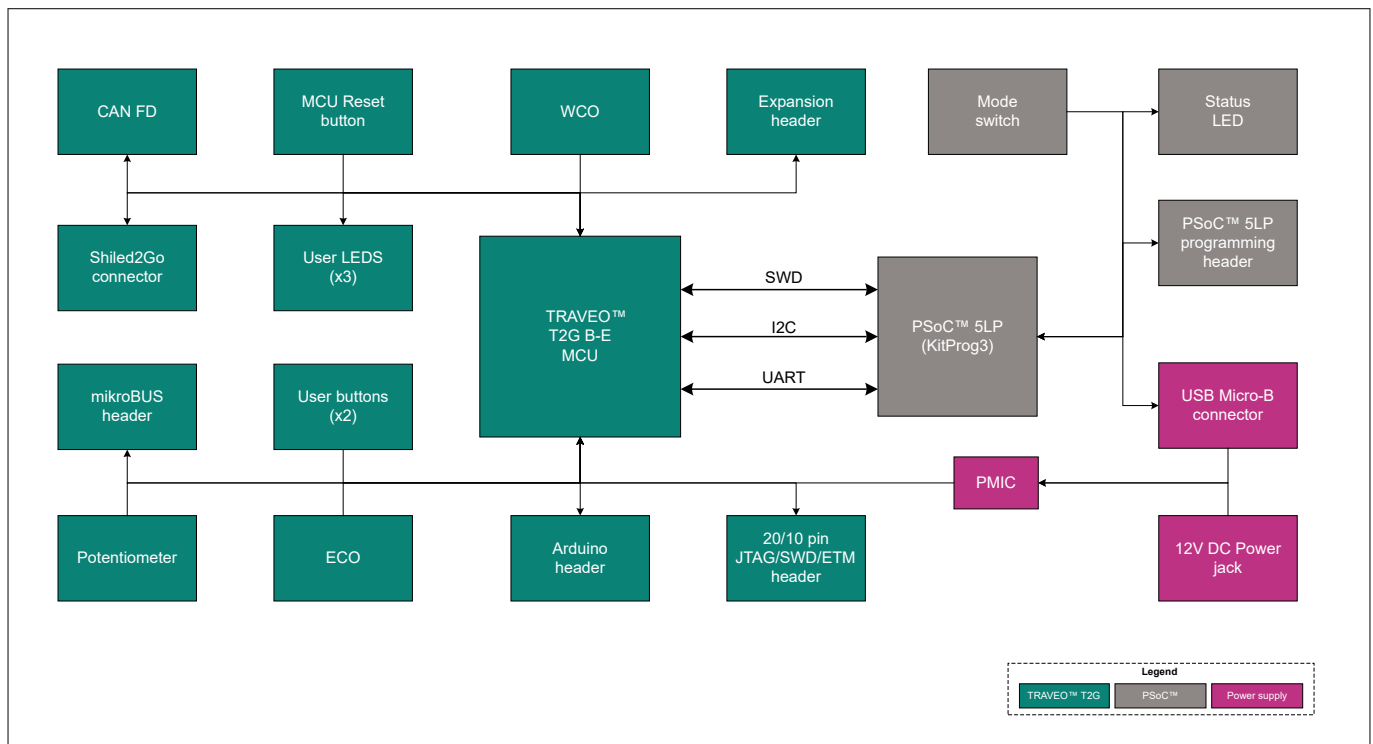 CAN FD
MCU Reset
button
WCO
Expansion
header
Mode
switch
Status
LED
Shiled2Go
connector
User LEDS
(x3)
TRAVEO™
T2G B-E
MCU
SWD
I2C
UART
PSoC™ 5LP
(KitProg3)
PSoC™ 5LP
programming
header
mikroBUS
header
User buttons
(x2)
USB Micro-B
connector
PMIC
Potentiometer
ECO
Arduino
header
20/10 pin
JTAG/SWD/ETM
header
12V DC Power
jack
Legend
TRAVEO™ T2G
PSoC™
Power supply